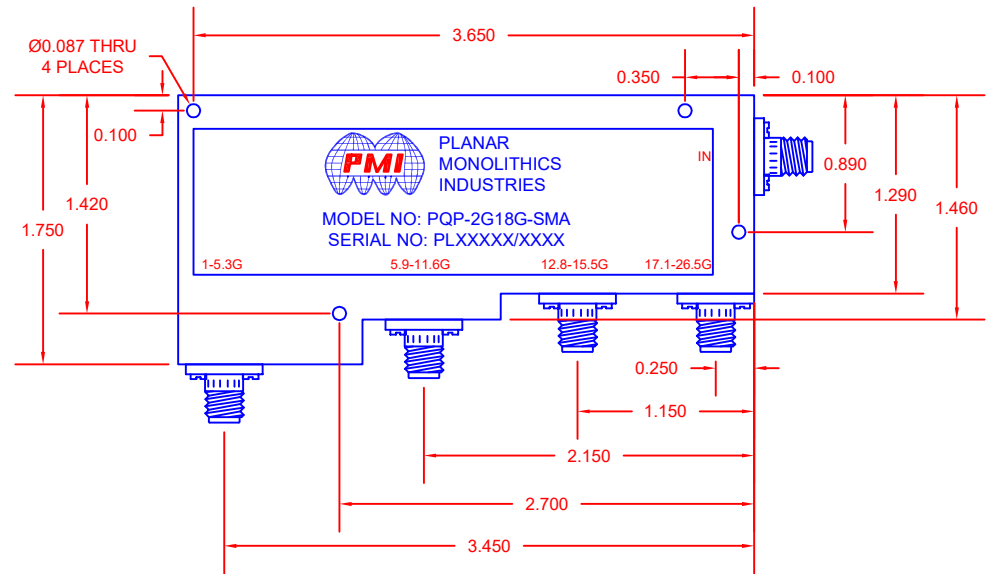 3.650
Ø0.087 THRU
4 PLACES
0.350
0.100
0.100
PMI
PLANAR
MONOLITHICS
INDUSTRIES
IN
0.890
1.290
1.460
1.420
1.750
MODEL NO: PQP-2G18G-SMA
SERIAL NO: PLXXXXX/XXXX
1-5.3G
5.9-11.6G
12.8-15.5G
17.1-26.5G
0.250
1.150
2.150
2.700
3.450